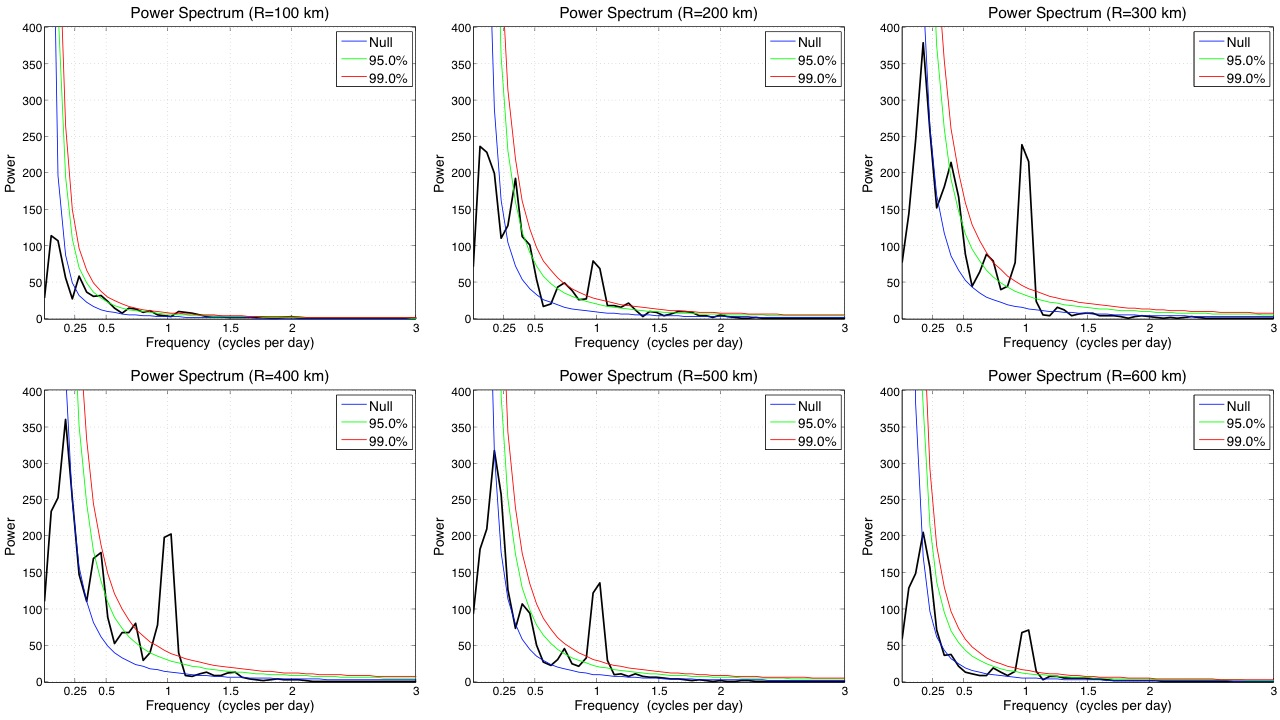 Power Spectrum (R=100 km)
400
350
300
250
200
150
100
50
0
Power
Null
95.0%
99.0%
0.25 0.5 1 1.5 2 3
Frequency (cycles per day)
Power Spectrum (R=200 km)
400
350
300
250
200
150
100
50
0
Power
Null
95.0%
99.0%
0.25 0.5 1 1.5 2 3
Frequency (cycles per day)
Power Spectrum (R=300 km)
400
350
300
250
200
150
100
50
0
Power
Null
95.0%
99.0%
0.25 0.5 1 1.5 2 3
Frequency (cycles per day)
Power Spectrum (R=400 km)
400
350
300
250
200
150
100
50
0
Power
Null
95.0%
99.0%
0.25 0.5 1 1.5 2 3
Frequency (cycles per day)
Power Spectrum (R=500 km)
400
350
300
250
200
150
100
50
0
Power
Null
95.0%
99.0%
0.25 0.5 1 1.5 2 3
Frequency (cycles per day)
Power Spectrum (R=600 km)
400
350
300
250
200
150
100
50
0
Power
Null
95.0%
99.0%
0.25 0.5 1 1.5 2 3
Frequency (cycles per day)